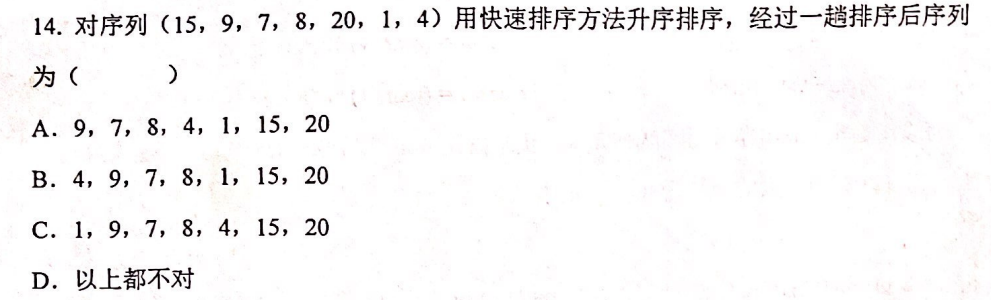 14. 对序列（15，9，7，8，20，1，4）用快速排序方法升序排序，经过一趟排序后序列
为（　　　）
A．9，7，8，4，1，15，20
B．4，9，7，8，1，15，20
C．1，9，7，8，4，15，20
D．以上都不对